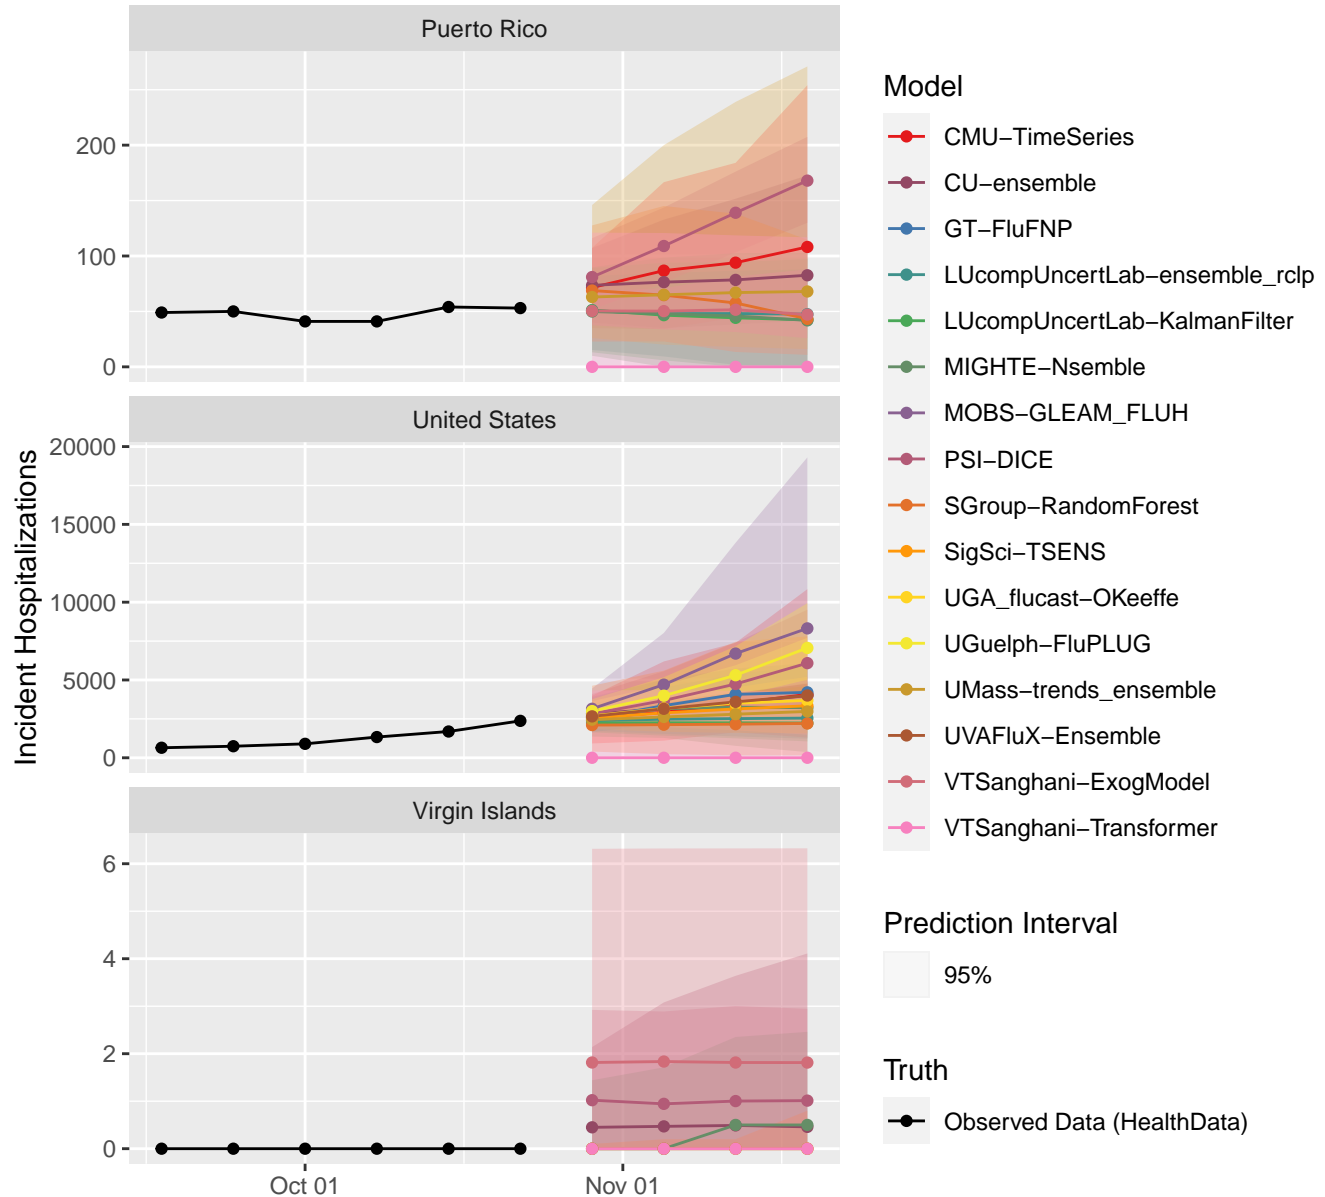 Puerto Rico
200
100
0
United States
20000
15000
10000
5000
0
Virgin Islands
6
4
2
0
Oct 01
Nov 01
Incident Hospitalizations
Model
CMU−TimeSeries
CU−ensemble
GT−FluFNP
LUcompUncertLab−ensemble_rclp
LUcompUncertLab−KalmanFilter
MIGHTE−Nsemble
MOBS−GLEAM_FLUH
PSI−DICE
SGroup−RandomForest
SigSci−TSENS
UGA_flucast−OKeeffe
UGuelph−FluPLUG
UMass−trends_ensemble
UVAFluX−Ensemble
VTSanghani−ExogModel
VTSanghani−Transformer
Prediction Interval
95%
Truth
Observed Data (HealthData)